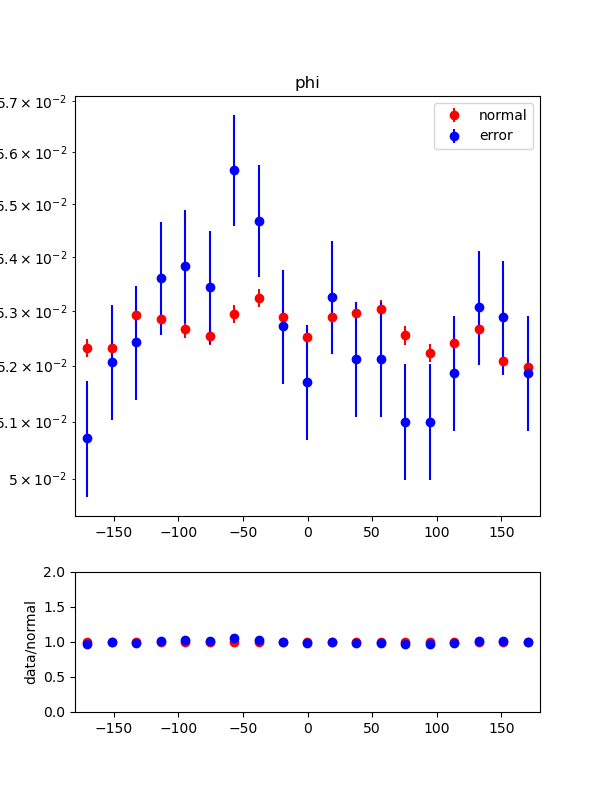 phi
5.7 × 10⁻²
5.6 × 10⁻²
5.5 × 10⁻²
5.4 × 10⁻²
5.3 × 10⁻²
5.2 × 10⁻²
5.1 × 10⁻²
5 × 10⁻²
normal
error
−150 −100 −50 0 50 100 150
data/normal
2.0
1.5
1.0
0.5
0.0
−150 −100 −50 0 50 100 150